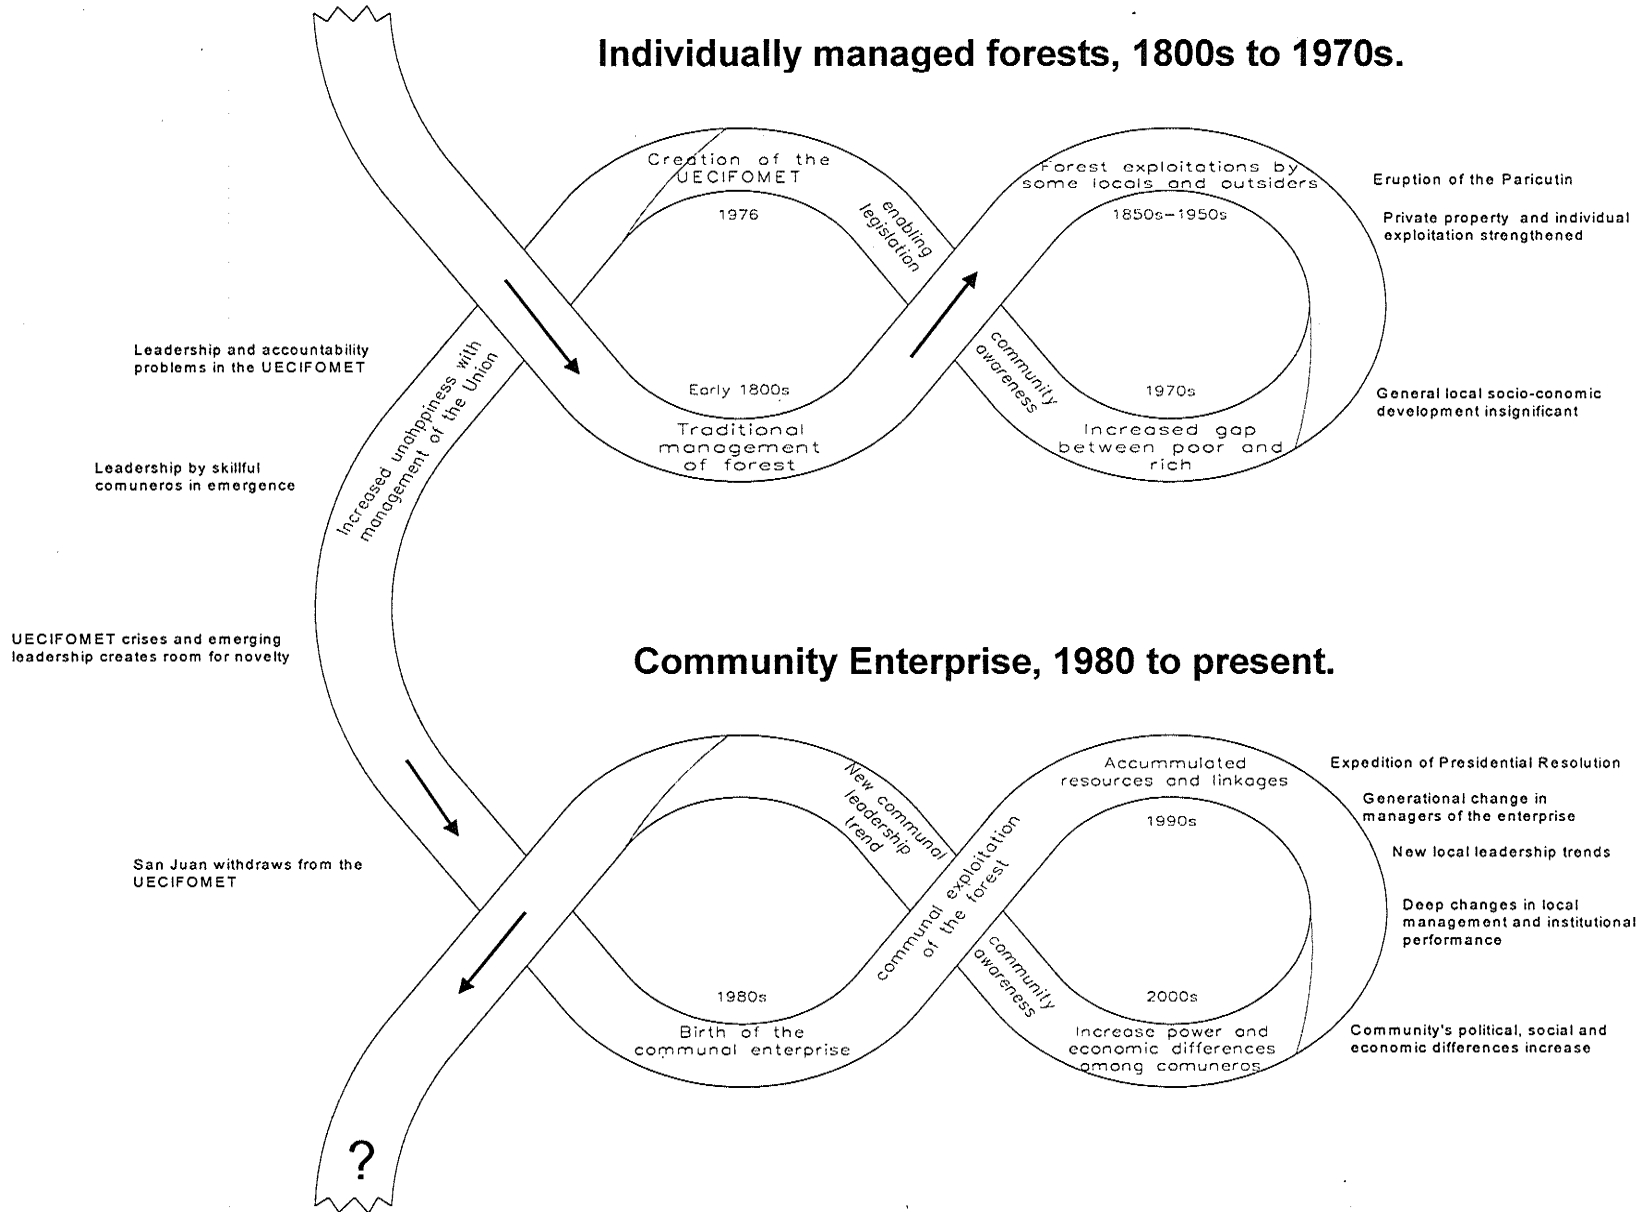 Individually managed forests, 1800s to 1970s.
Creation of the
UECIFOMET
1976
enabling
legislation
Forest exploitations by
some locals and outsiders
1850s-1950s
Eruption of the Paricutin
Private property and individual
exploitation strengthened
Leadership and accountability
problems in the UECIFOMET
Increased unahppiness with
management of the Union
Early 1800s
Traditional
management
of forest
community
awareness
1970s
Increased gap
between poor and
rich
General local socio-conomic
development insignificant
Leadership by skillful
comuneros in emergence
UECIFOMET crises and emerging
leadership creates room for novelty
Community Enterprise, 1980 to present.
New communal
leadership
trend
Accummulated
resources and linkages
1990s
Expedition of Presidential Resolution
Generational change in
managers of the enterprise
New local leadership trends
San Juan withdraws from the
UECIFOMET
communal exploitation
of the forest
Deep changes in local
management and institutional
performance
community
awareness
1980s
Birth of the
communal enterprise
2000s
Increase power and
economic differences
among comuneros
Community's political, social and
economic differences increase
?